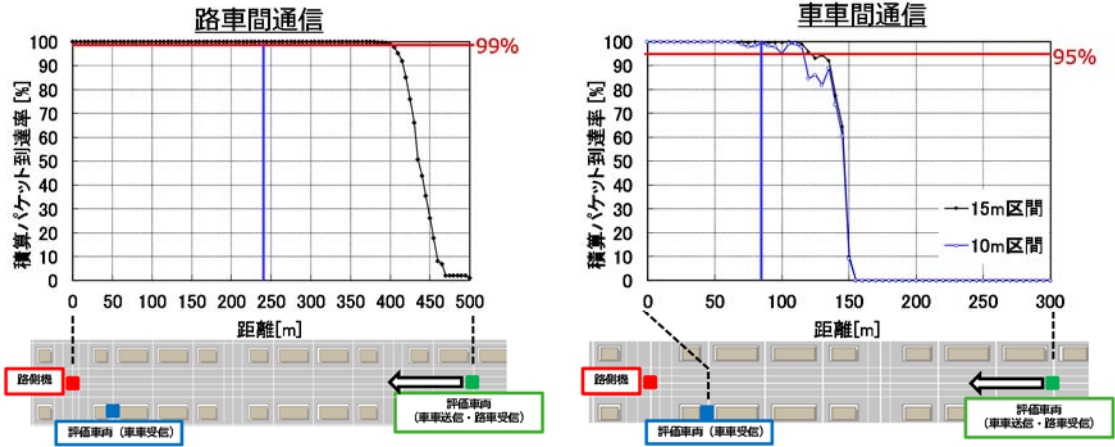 路車間通信
積算パケット到達率 [%]
100
90
80
70
60
50
40
30
20
10
0
99%
0 50 100 150 200 250 300 350 400 450 500
距離[m]
路側機
評価車両（車車受信）
評価車両
（車車送信・路車受信）
車車間通信
積算パケット到達率 [%]
100
90
80
70
60
50
40
30
20
10
0
95%
15m区間
10m区間
0 50 100 150 200 250 300
距離[m]
路側機
評価車両（車車受信）
評価車両
（車車送信・路車受信）